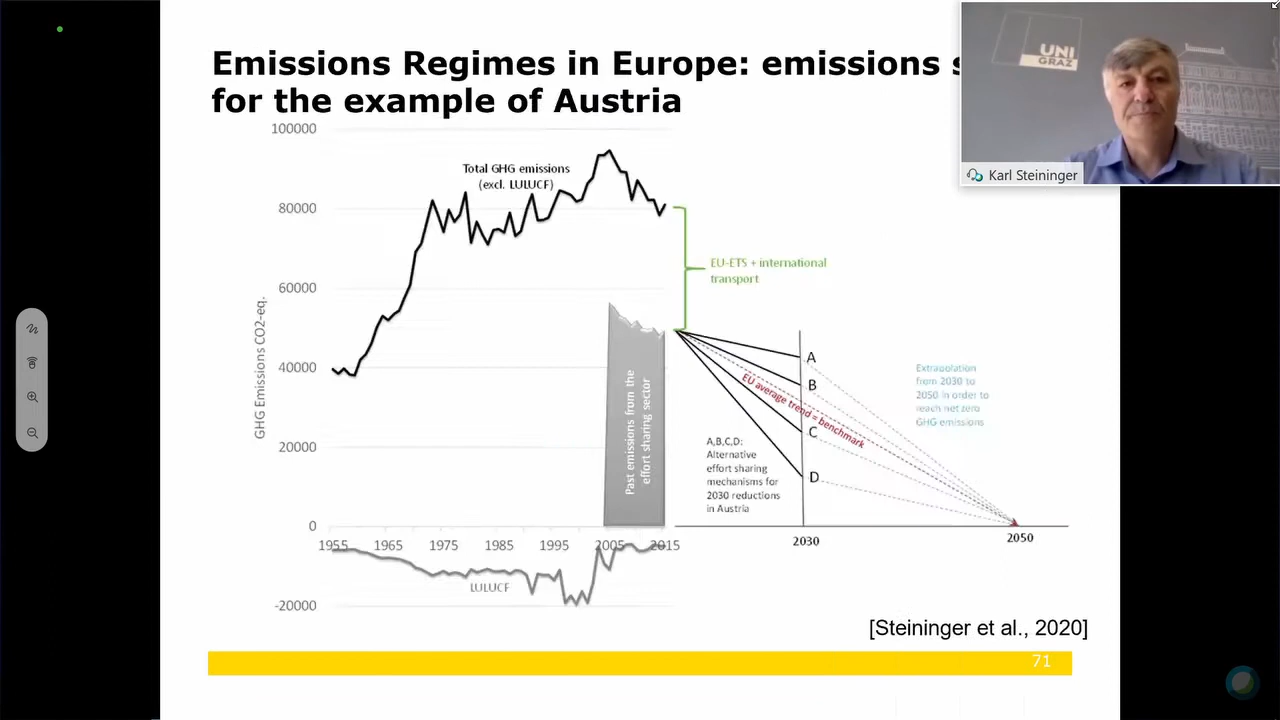 Emissions Regimes in Europe: emissions
for the example of Austria
UNI
GRAZ
Karl Steininger
100000
80000
60000
40000
20000
0
-20000
GHG Emissions CO2-eq.
Total GHG emissions
(excl. LULUCF)
EU-ETS + international
transport
Past emissions from the
effort sharing sector
A
B
C
D
EU average trend = benchmark
Extrapolation
from 2030 to
2050 in order to
reach net zero
GHG emissions
A,B,C,D:
Alternative
effort sharing
mechanisms for
2030 reductions
in Austria
1955 1965 1975 1985 1995 2005 2015
2030
2050
LULUCF
[Steininger et al., 2020]
71